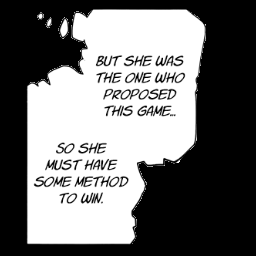 BUT SHE WAS
THE ONE WHO
PROPOSED
THIS GAME...
SO SHE
MUST HAVE
SOME METHOD
TO WIN.